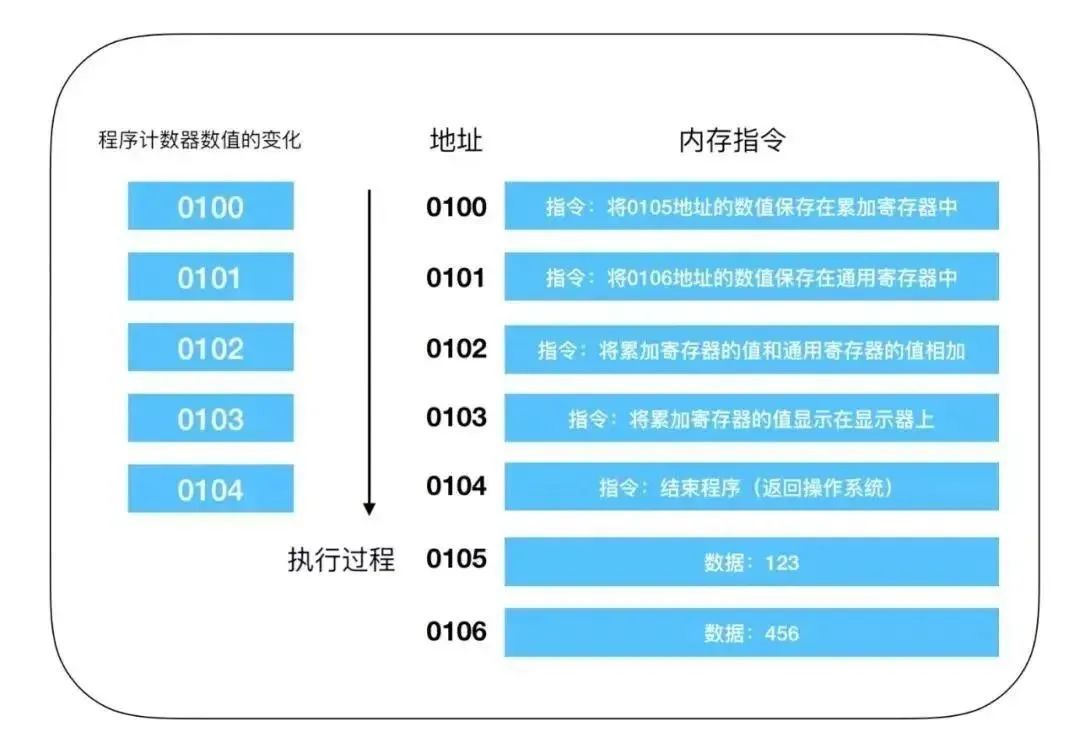 程序计数器数值的变化 地址 内存指令
0100 0100 指令：将0105地址的数值保存在累加寄存器中
0101 0101 指令：将0106地址的数值保存在通用寄存器中
0102 0102 指令：将累加寄存器的值和通用寄存器的值相加
0103 0103 指令：将累加寄存器的值显示在显示器上
0104 0104 指令：结束程序（返回操作系统）
执行过程 0105 数据：123
0106 数据：456